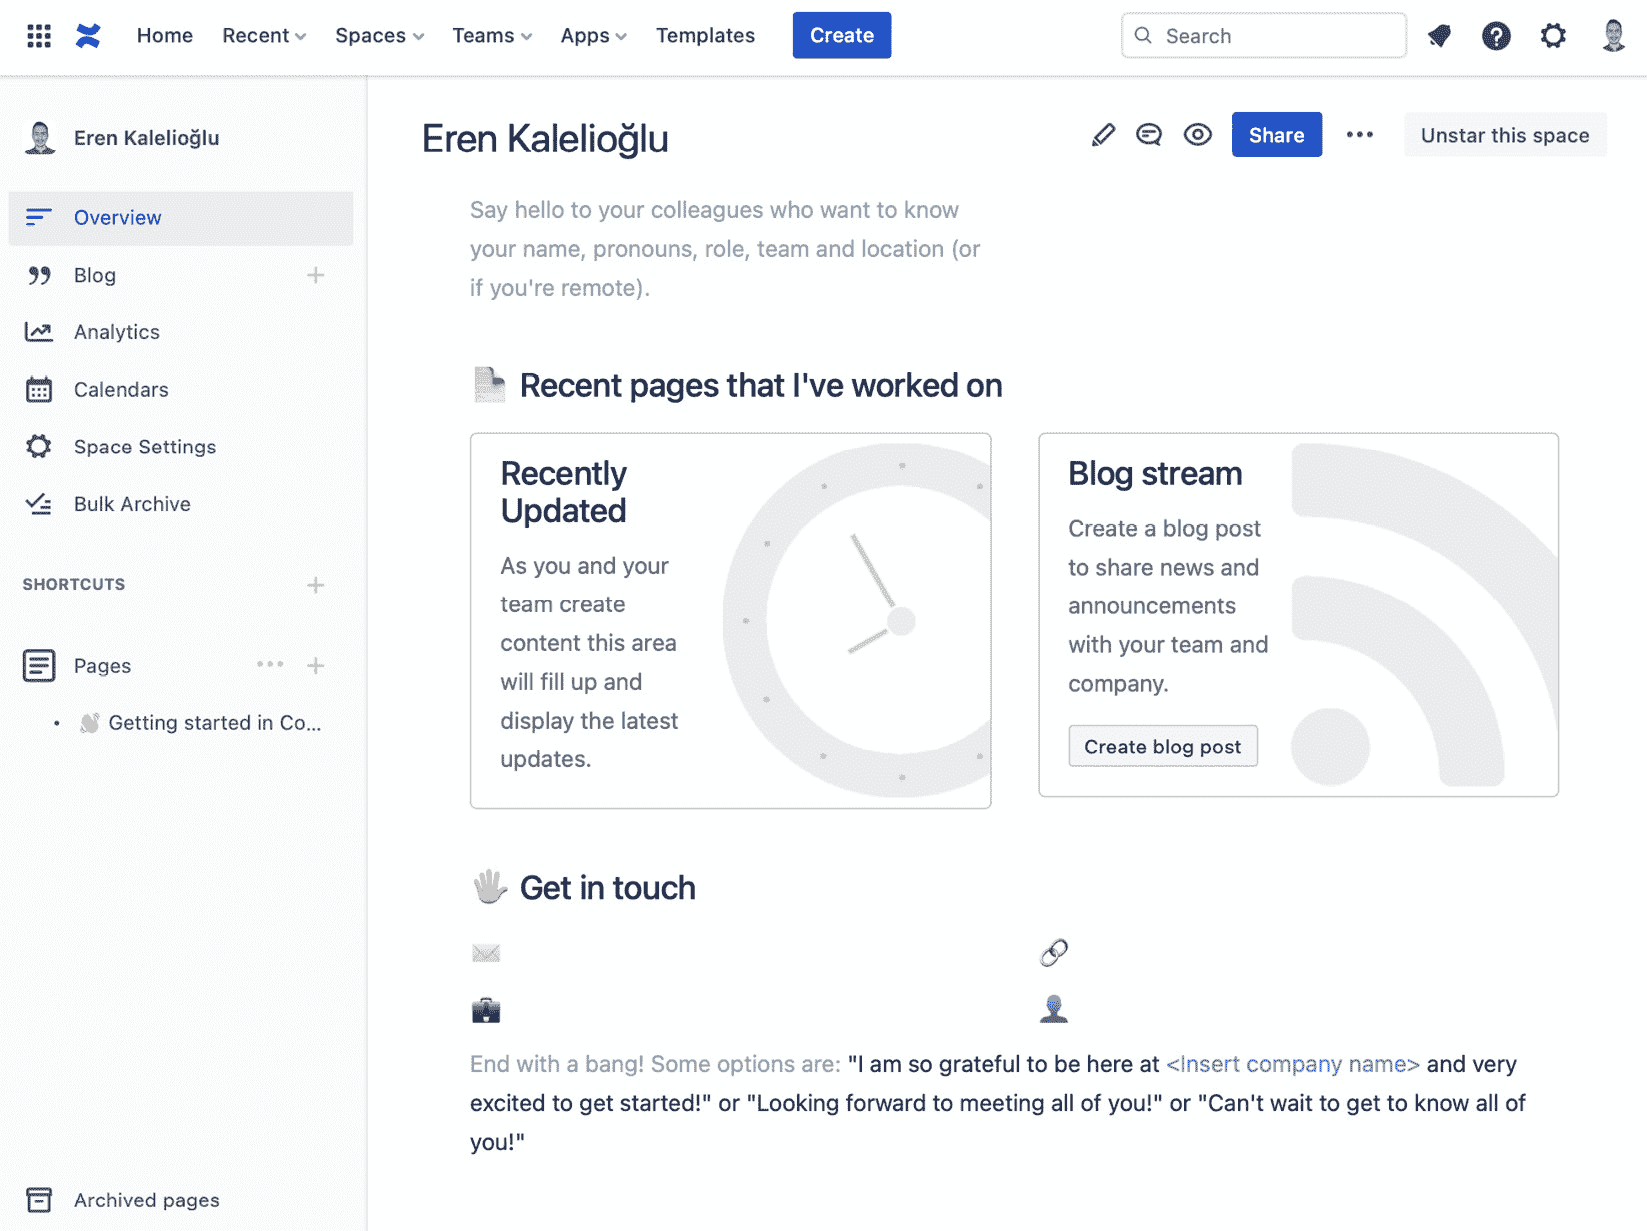 Home Recent Spaces Teams Apps Templates Create Search
Eren Kalelioğlu
Overview
Blog
Analytics
Calendars
Space Settings
Bulk Archive
SHORTCUTS
Pages
Getting started in Co...
Archived pages
Eren Kalelioğlu
Share
Unstar this space
Say hello to your colleagues who want to know
your name, pronouns, role, team and location (or
if you're remote).
Recent pages that I've worked on
Recently
Updated
As you and your
team create
content this area
will fill up and
display the latest
updates.
Blog stream
Create a blog post
to share news and
announcements
with your team and
company.
Create blog post
Get in touch
End with a bang! Some options are: "I am so grateful to be here at <Insert company name> and very
excited to get started!" or "Looking forward to meeting all of you!" or "Can't wait to get to know all of
you!"